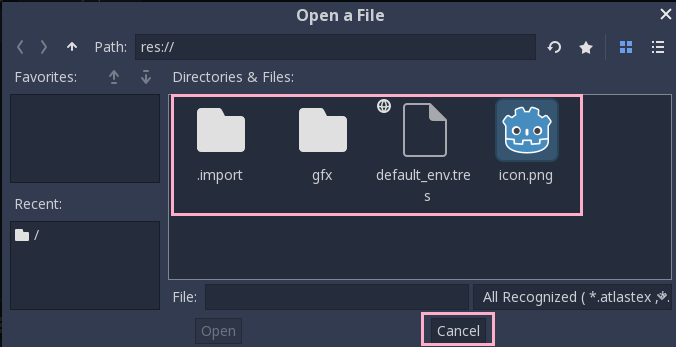 Open a File
Path: res://
Favorites:
Directories & Files:
.import
gfx
default_env.tre
s
icon.png
Recent:
/
File:
All Recognized ( *.atlastex ,
Open
Cancel